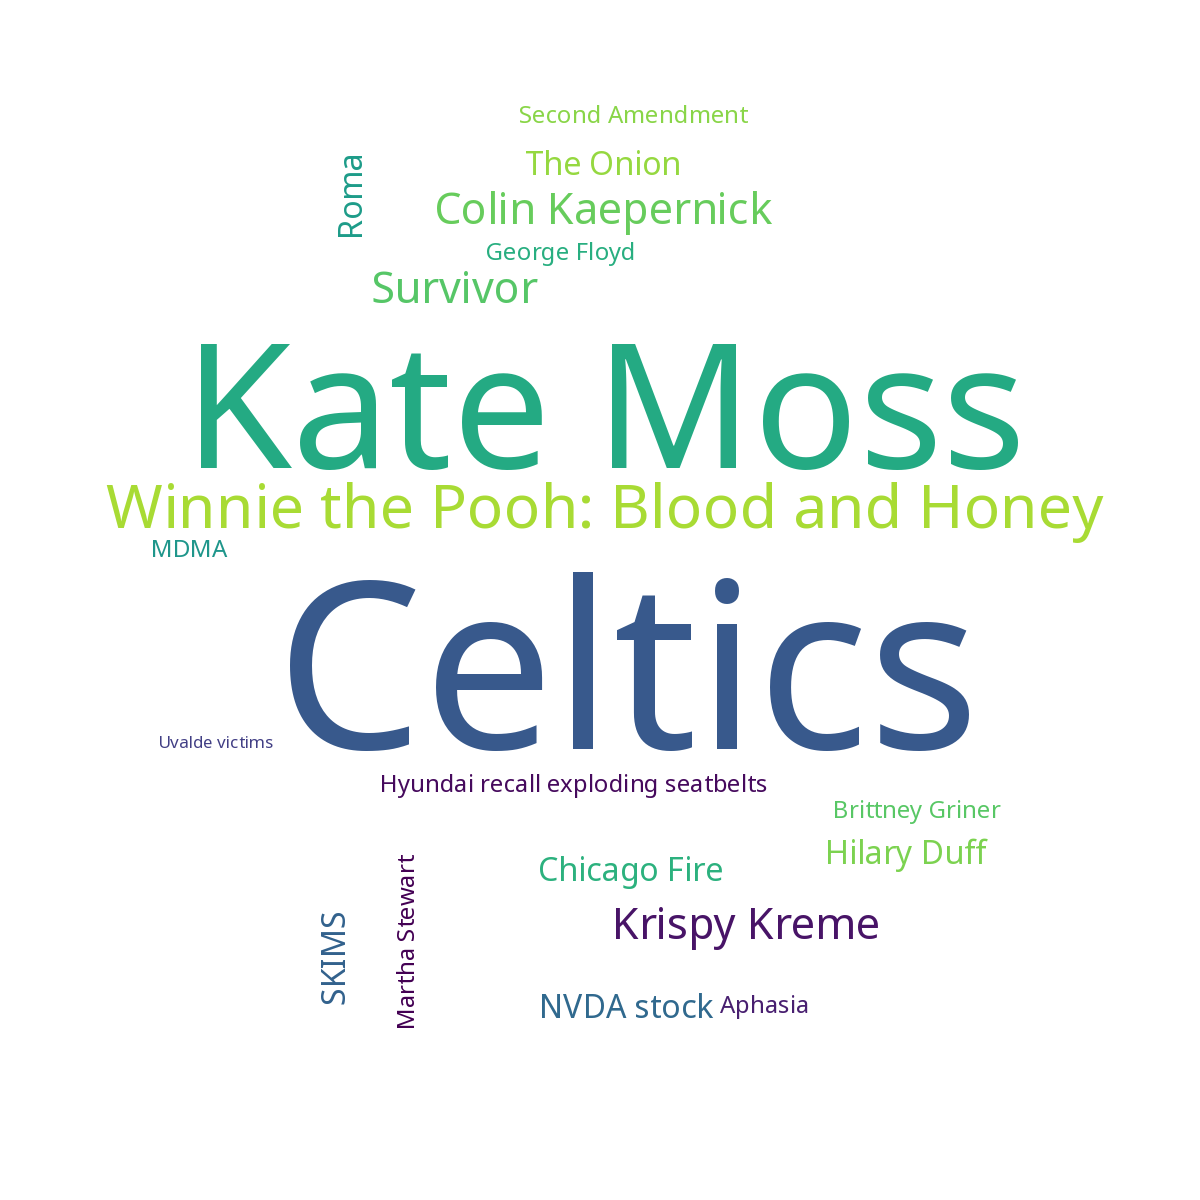 Second Amendment
The Onion
Roma
Colin Kaepernick
George Floyd
Survivor
Kate Moss
Winnie the Pooh: Blood and Honey
MDMA
Celtics
Uvalde victims
Hyundai recall exploding seatbelts
Brittney Griner
Hilary Duff
Chicago Fire
Martha Stewart
SKIMS
Krispy Kreme
NVDA stock
Aphasia